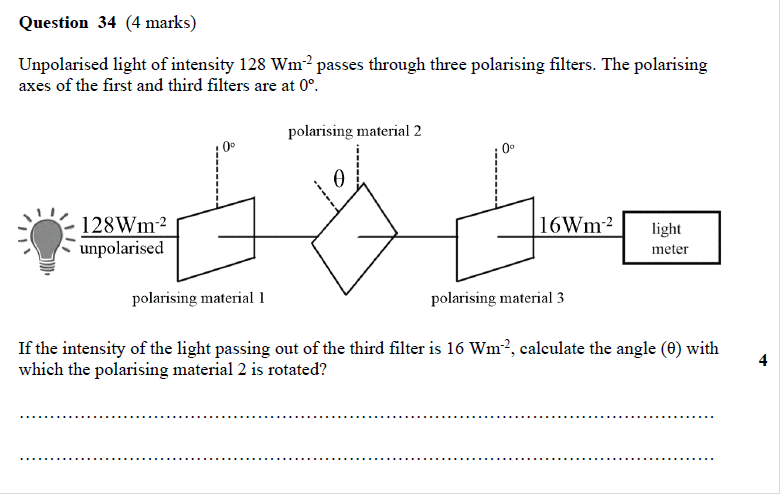 Question 34 (4 marks)
Unpolarised light of intensity 128 Wm⁻² passes through three polarising filters. The polarising
axes of the first and third filters are at 0º.
polarising material 2
0º
θ
0º
128Wm⁻²
unpolarised
16Wm⁻²
light
meter
polarising material 1
polarising material 3
If the intensity of the light passing out of the third filter is 16 Wm⁻², calculate the angle (θ) with
which the polarising material 2 is rotated?
4